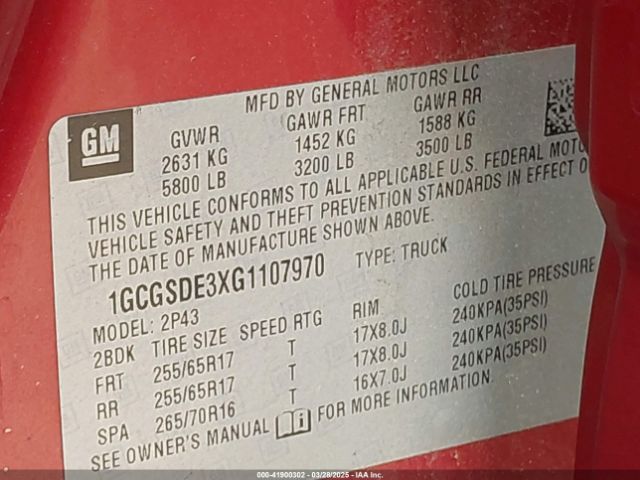 MFD BY GENERAL MOTORS LLC
GM
GVWR GAWR FRT GAWR RR
2631 KG 1452 KG 1588 KG
5800 LB 3200 LB 3500 LB
THIS VEHICLE CONFORMS TO ALL APPLICABLE U.S. FEDERAL MOTO
VEHICLE SAFETY AND THEFT PREVENTION STANDARDS IN EFFECT O
THE DATE OF MANUFACTURE SHOWN ABOVE.
1GCGSDE3XG1107970 TYPE: TRUCK
MODEL: 2P43
2BDK TIRE SIZE SPEED RTG RIM COLD TIRE PRESSURE
FRT 255/65R17 T 17X8.0J 240KPA(35PSI)
RR 255/65R17 T 17X8.0J 240KPA(35PSI)
SPA 265/70R16 T 16X7.0J 240KPA(35PSI)
SEE OWNER'S MANUAL FOR MORE INFORMATION.
000-41900302 - 03/28/2025 - IAAI.COM